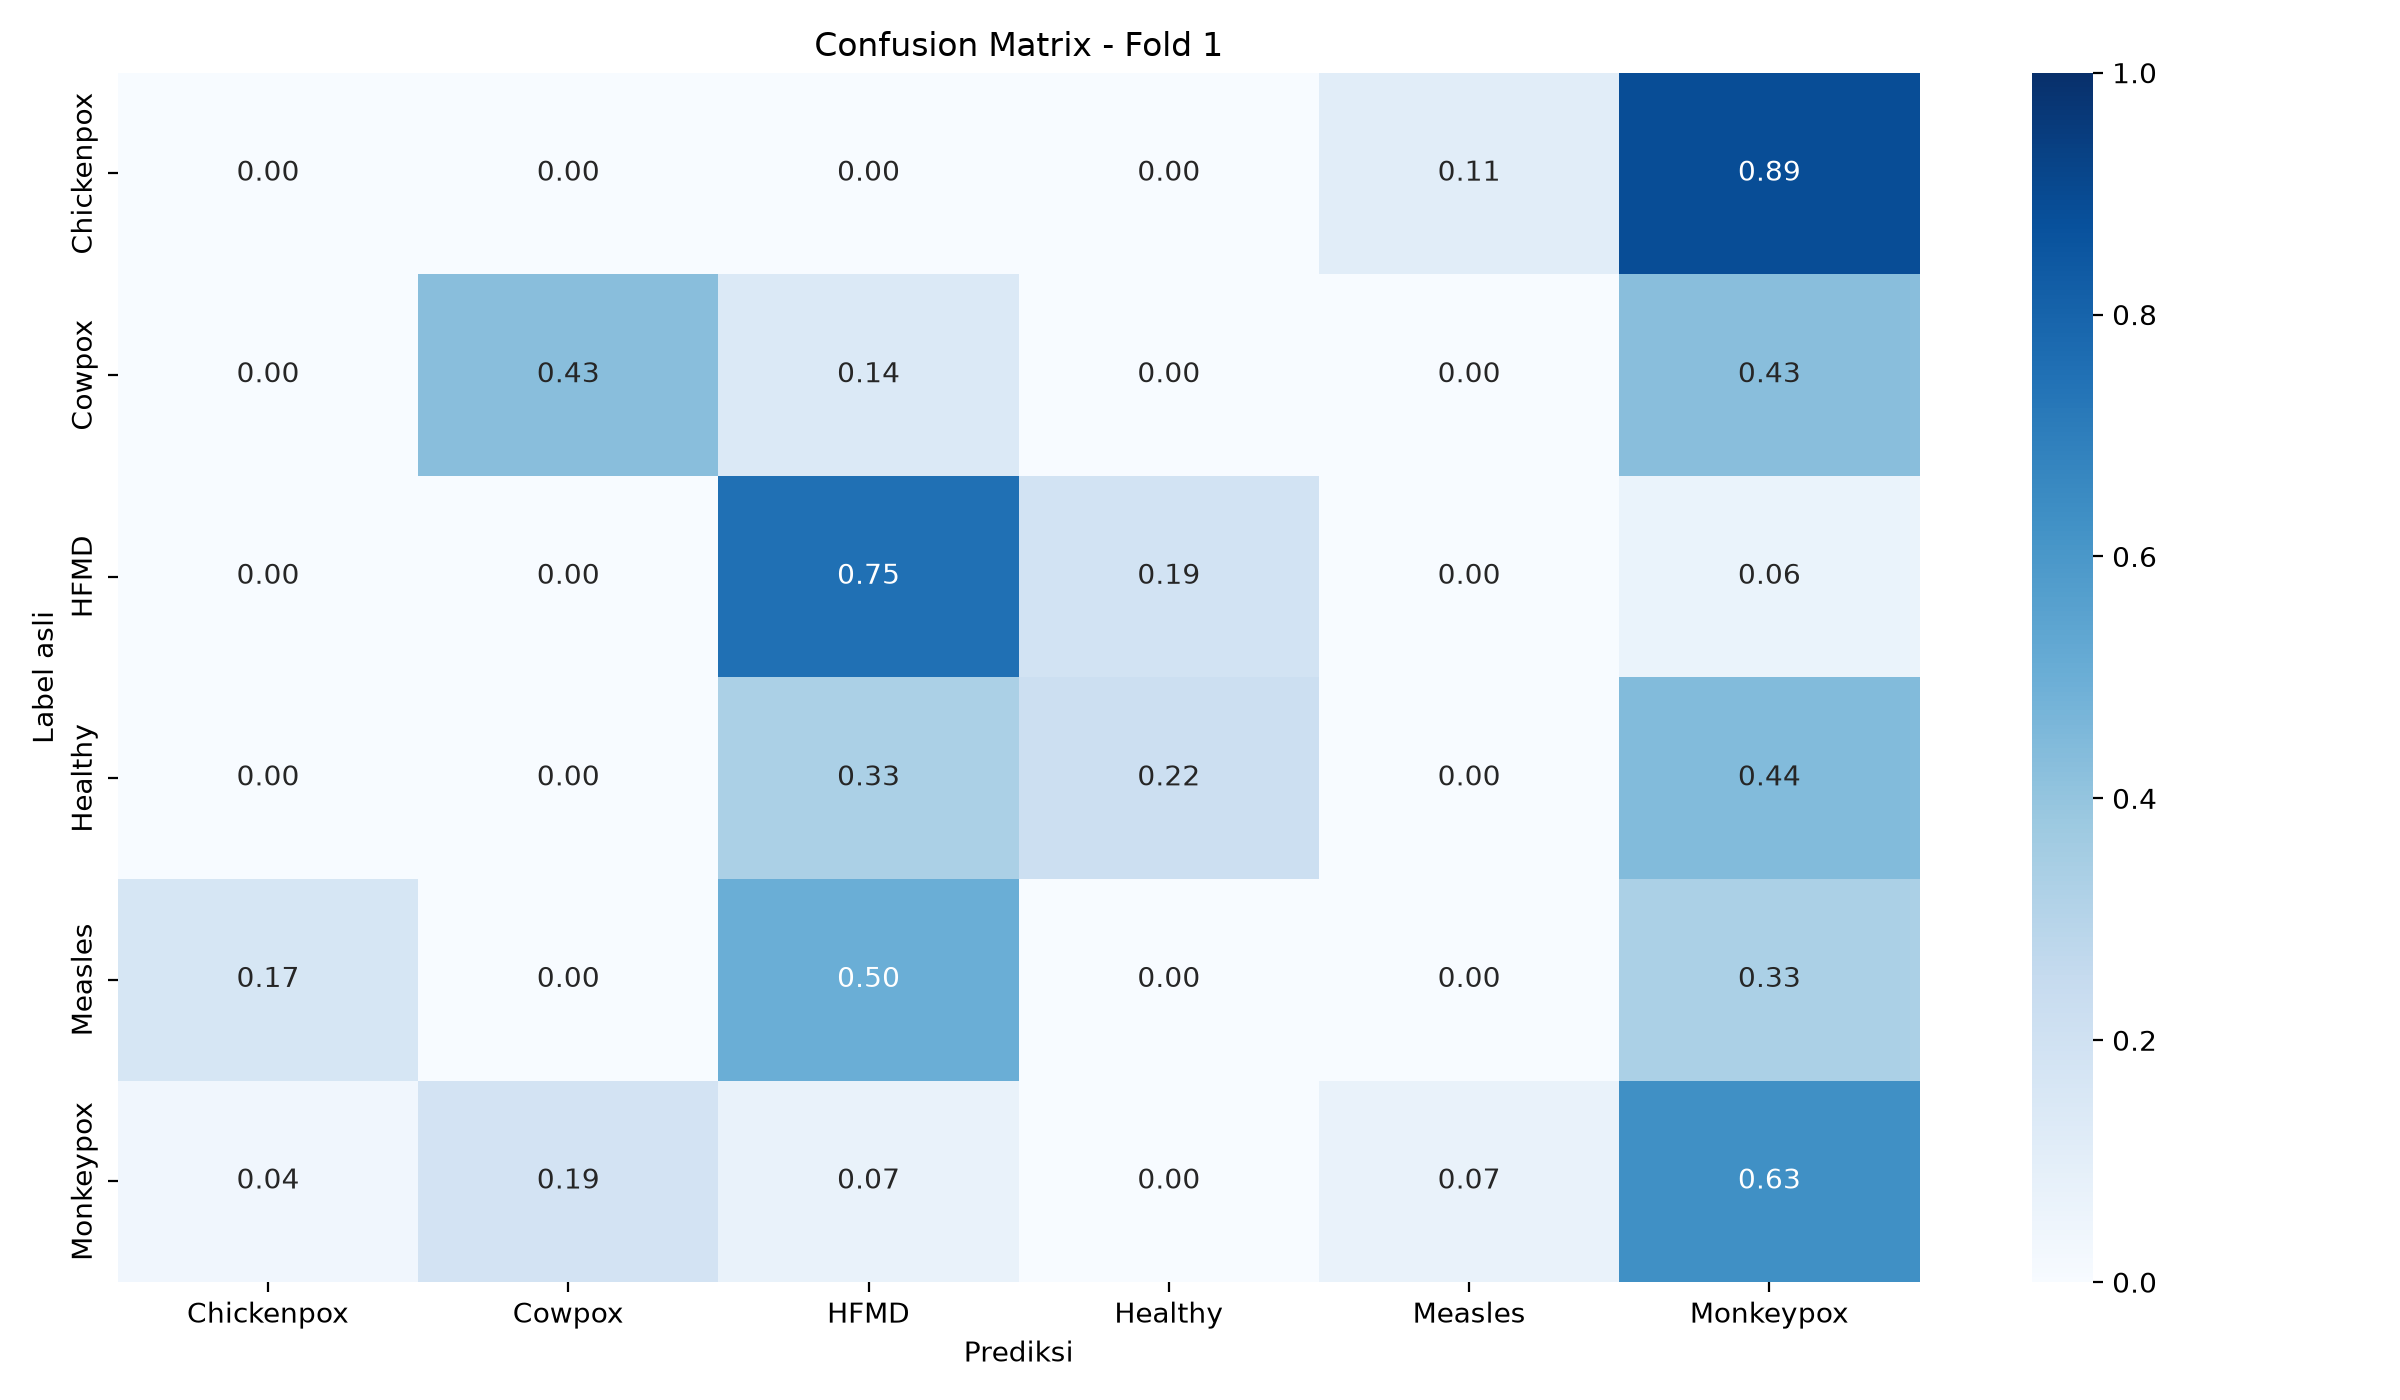 Confusion Matrix - Fold 1
Label asli
Chickenpox 0.00 0.00 0.00 0.00 0.11 0.89
Cowpox 0.00 0.43 0.14 0.00 0.00 0.43
HFMD 0.00 0.00 0.75 0.19 0.00 0.06
Healthy 0.00 0.00 0.33 0.22 0.00 0.44
Measles 0.17 0.00 0.50 0.00 0.00 0.33
Monkeypox 0.04 0.19 0.07 0.00 0.07 0.63
Chickenpox Cowpox HFMD Healthy Measles Monkeypox
Prediksi
1.0
0.8
0.6
0.4
0.2
0.0